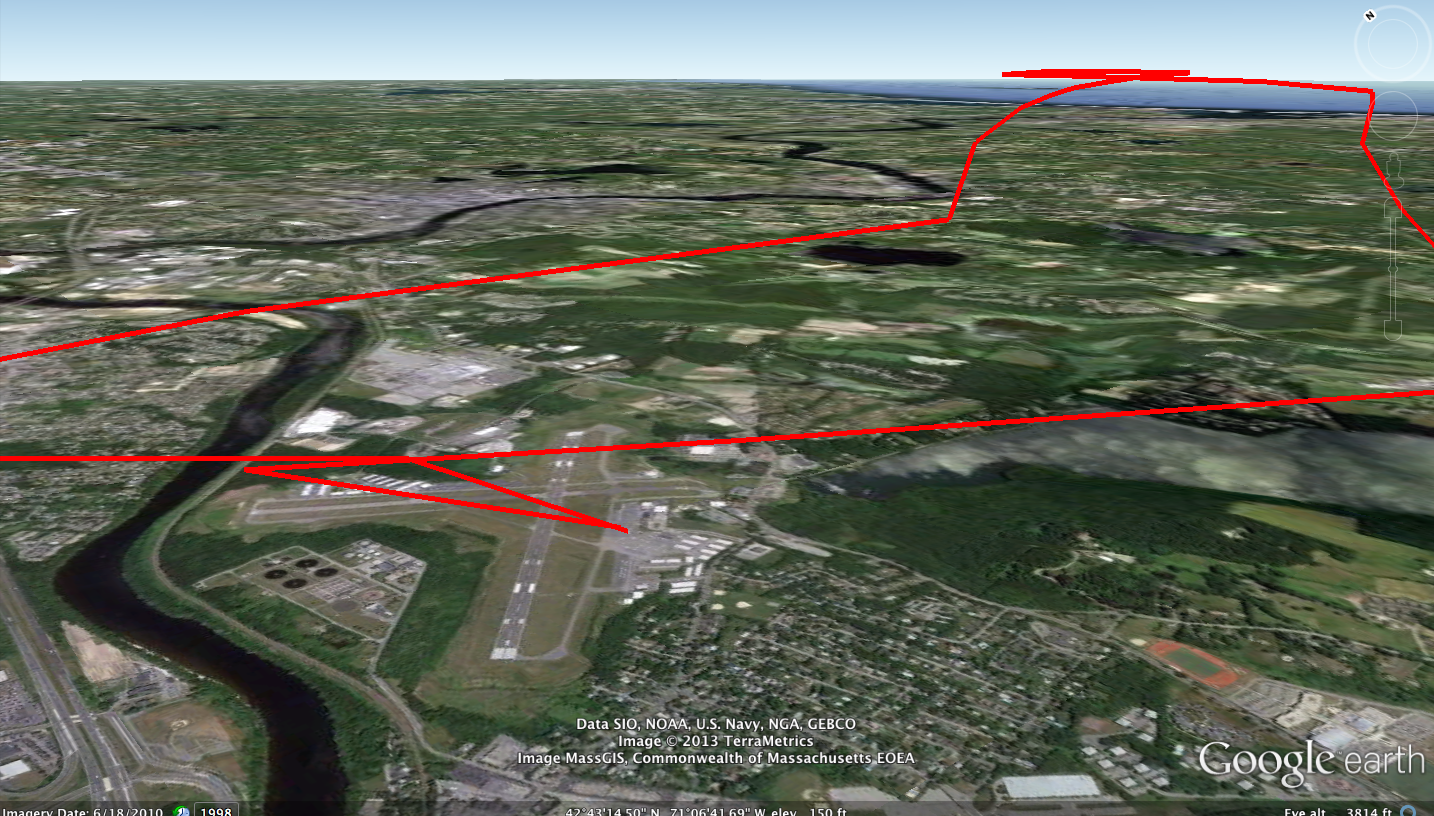 N
Data SIO, NOAA, U.S. Navy, NGA, GEBCO
Image © 2013 TerraMetrics
Image MassGIS, Commonwealth of Massachusetts EOEA
Google earth
Imagery Date: 6/18/2010 1998
42°43'14.50" N 71°06'41.69" W elev 150 ft
Eye alt 3814 ft